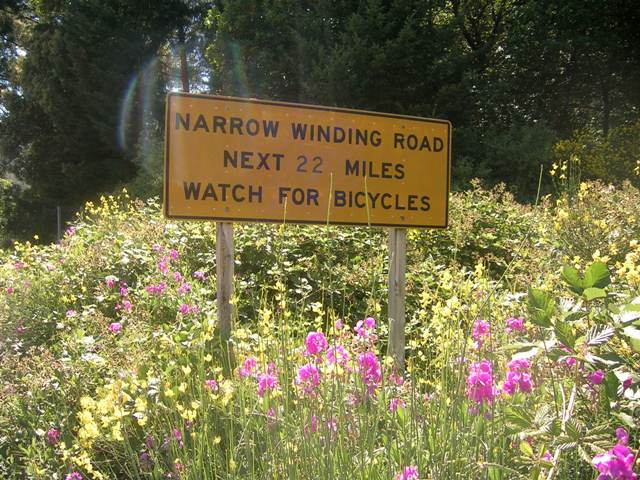 NARROW WINDING ROAD
NEXT 22 MILES
WATCH FOR BICYCLES